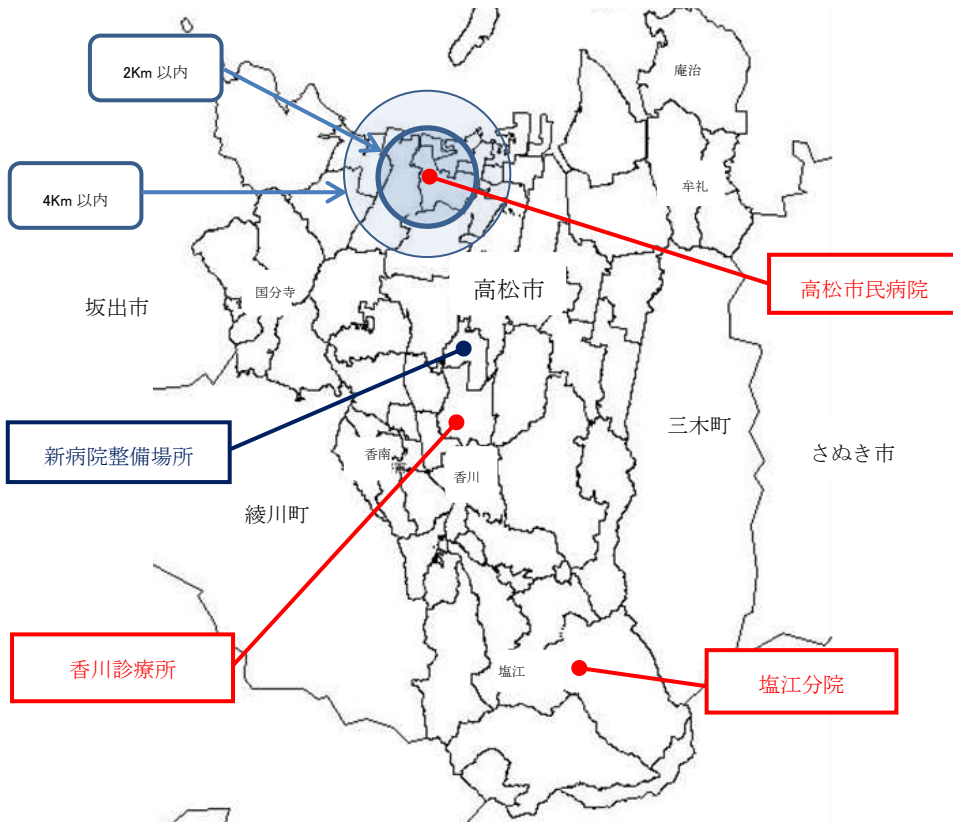 2Km 以内
庵治
4Km 以内
牟礼
高松市民病院
高松市
国分寺
坂出市
三木町
さぬき市
新病院整備場所
香南
香川
綾川町
香川診療所
塩江
塩江分院